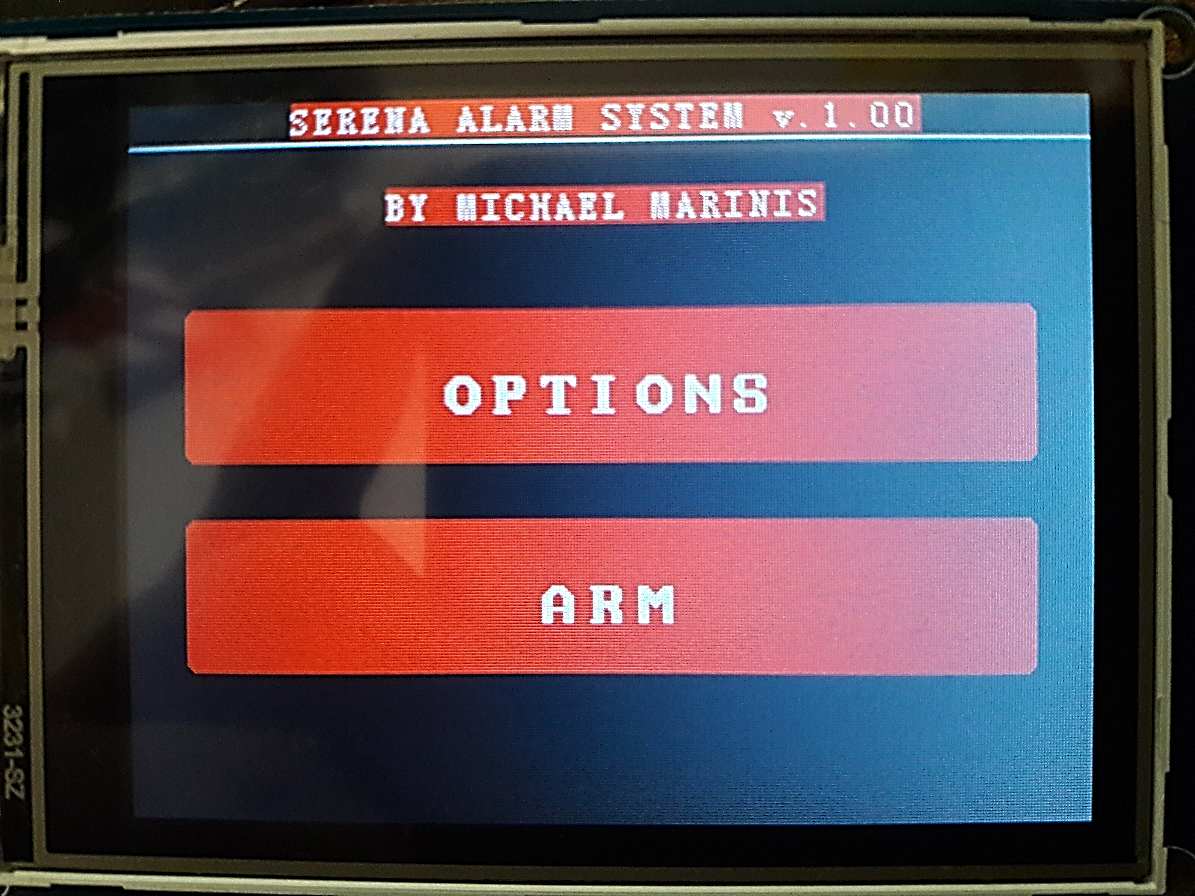 SERENA ALARM SYSTEM v.1.00
BY MICHAEL MARINIS
OPTIONS
ARM
3231-SZ